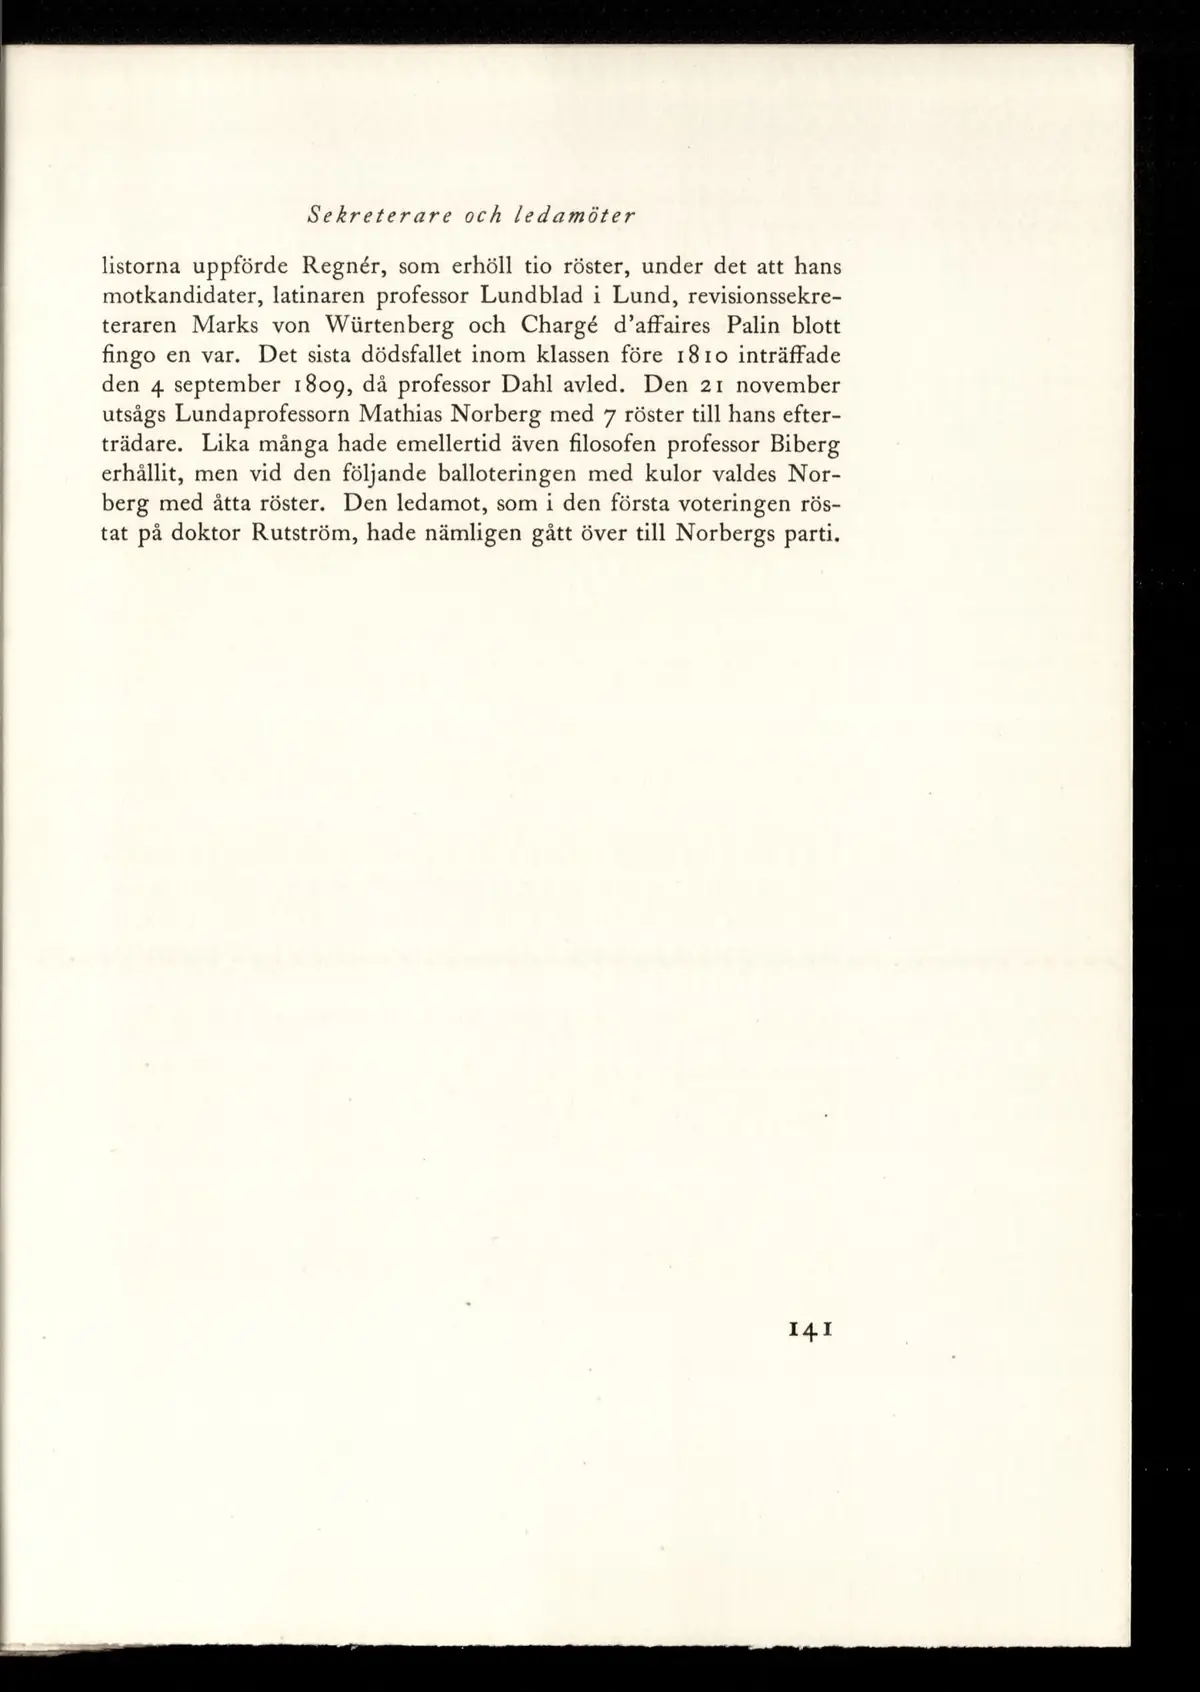 Sekreterare och ledamöter
listorna uppförde Regnér, som erhöll tio röster, under det att hans
motkandidater, latinaren professor Lundblad i Lund, revisionssekre-
teraren Marks von Würtenberg och Chargé d'affaires Palin blott
fingo en var. Det sista dödsfallet inom klassen före 1810 inträffade
den 4 september 1809, då professor Dahl avled. Den 21 november
utsågs Lundaprofessorn Mathias Norberg med 7 röster till hans efter-
trädare. Lika många hade emellertid även filosofen professor Biberg
erhållit, men vid den följande balloteringen med kulor valdes Nor-
berg med åtta röster. Den ledamot, som i den första voteringen rös-
tat på doktor Rutström, hade nämligen gått över till Norbergs parti.
141